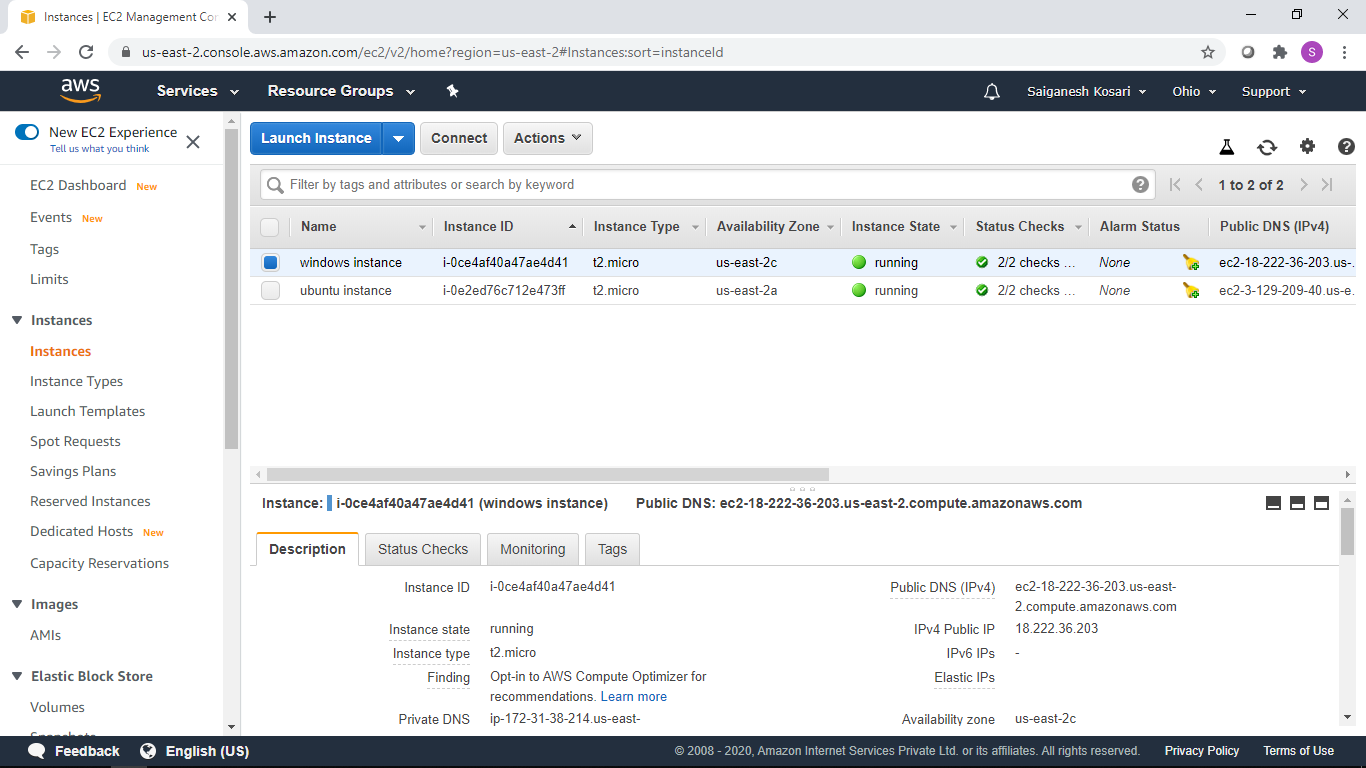 Instances | EC2 Management Con
us-east-2.console.aws.amazon.com/ec2/v2/home?region=us-east-2#Instances:sort=instanceId
S
aws
Services
Resource Groups
Saiganesh Kosari
Ohio
Support
New EC2 Experience
Tell us what you think
EC2 Dashboard New
Events New
Tags
Limits
Instances
Instances
Instance Types
Launch Templates
Spot Requests
Savings Plans
Reserved Instances
Dedicated Hosts New
Capacity Reservations
Images
AMIs
Elastic Block Store
Volumes
Snapshots
Launch Instance
Connect
Actions
Filter by tags and attributes or search by keyword
1 to 2 of 2
Name Instance ID Instance Type Availability Zone Instance State Status Checks Alarm Status Public DNS (IPv4)
windows instance i-0ce4af40a47ae4d41 t2.micro us-east-2c running 2/2 checks ... None ec2-18-222-36-203.us-...
ubuntu instance i-0e2ed76c712e473ff t2.micro us-east-2a running 2/2 checks ... None ec2-3-129-209-40.us-e...
Instance: i-0ce4af40a47ae4d41 (windows instance) Public DNS: ec2-18-222-36-203.us-east-2.compute.amazonaws.com
Description Status Checks Monitoring Tags
Instance ID i-0ce4af40a47ae4d41
Instance state running
Instance type t2.micro
Finding Opt-in to AWS Compute Optimizer for
recommendations. Learn more
Private DNS ip-172-31-38-214.us-east-
Public DNS (IPv4) ec2-18-222-36-203.us-east-
2.compute.amazonaws.com
IPv4 Public IP 18.222.36.203
IPv6 IPs -
Elastic IPs
Availability zone us-east-2c
Feedback
English (US)
© 2008 - 2020, Amazon Internet Services Private Ltd. or its affiliates. All rights reserved.
Privacy Policy
Terms of Use